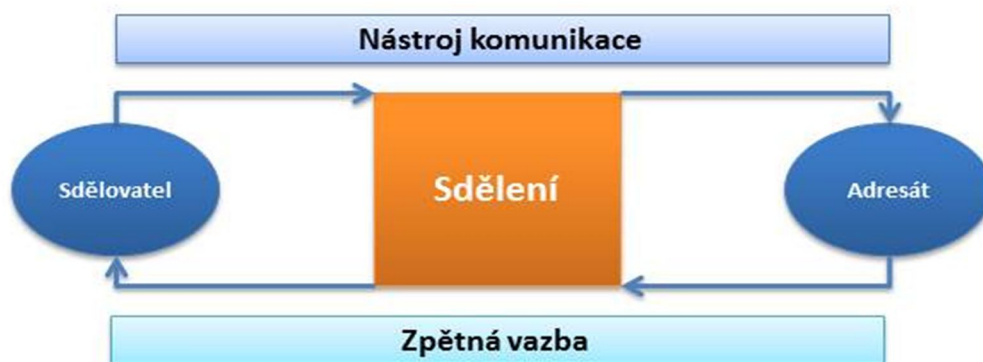 Nástroj komunikace
Sdělovatel
Sdělení
Adresát
Zpětná vazba